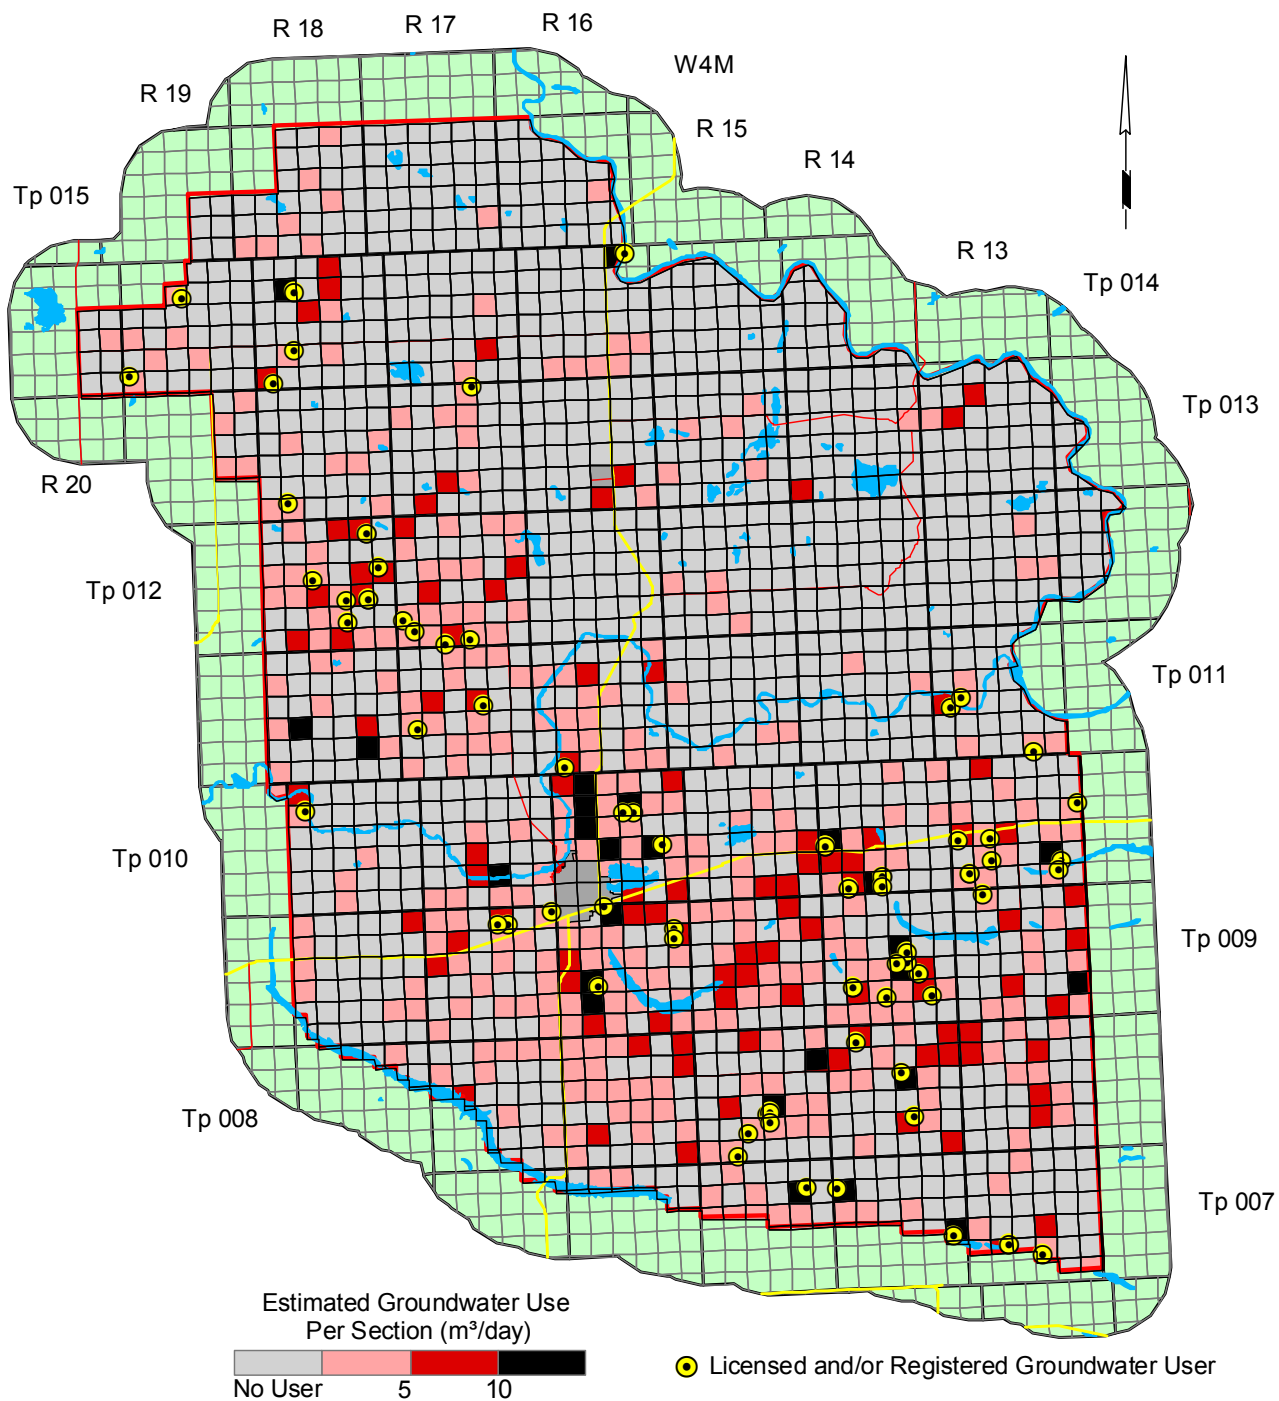 R 16
R 17
R 18
W4M
R 19
R 15
R 14
Tp 015
R 13
Tp 014
Tp 013
R 20
Tp 012
Tp 011
Tp 010
Tp 009
Tp 008
Tp 007
Estimated Groundwater Use
Per Section (m³/day)
No User 5 10
Licensed and/or Registered Groundwater User